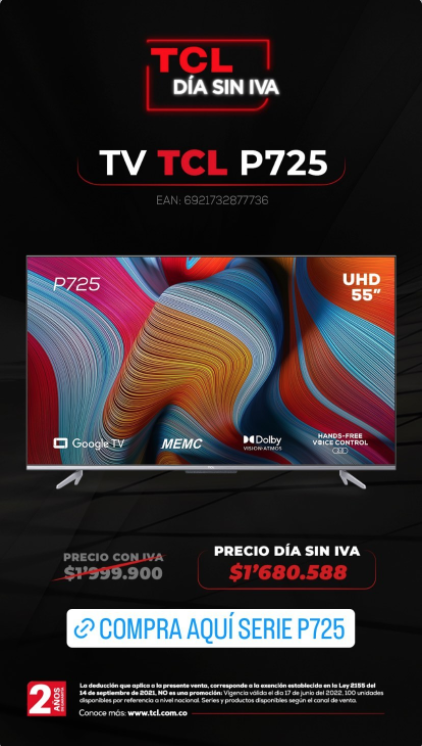 TCL
DÍA SIN IVA
TV TCL P725
EAN: 6921732877736
P725
UHD
55"
Google TV
MEMC
Dolby
VISION·ATMOS
HANDS-FREE
VOICE CONTROL
PRECIO CON IVA
$1'999.900
PRECIO DÍA SIN IVA
$1'680.588
COMPRA AQUÍ SERIE P725
2 AÑOS
La deducción que aplica a la presente venta, corresponde a la exención establecida en la Ley 2155 del
14 de septiembre de 2021, NO es una promoción: Vigencia válida el día 17 de junio del 2022, 100 unidades
disponibles por referencia a nivel nacional. Series y productos disponibles según el canal de venta.
Conoce más: www.tcl.com.co